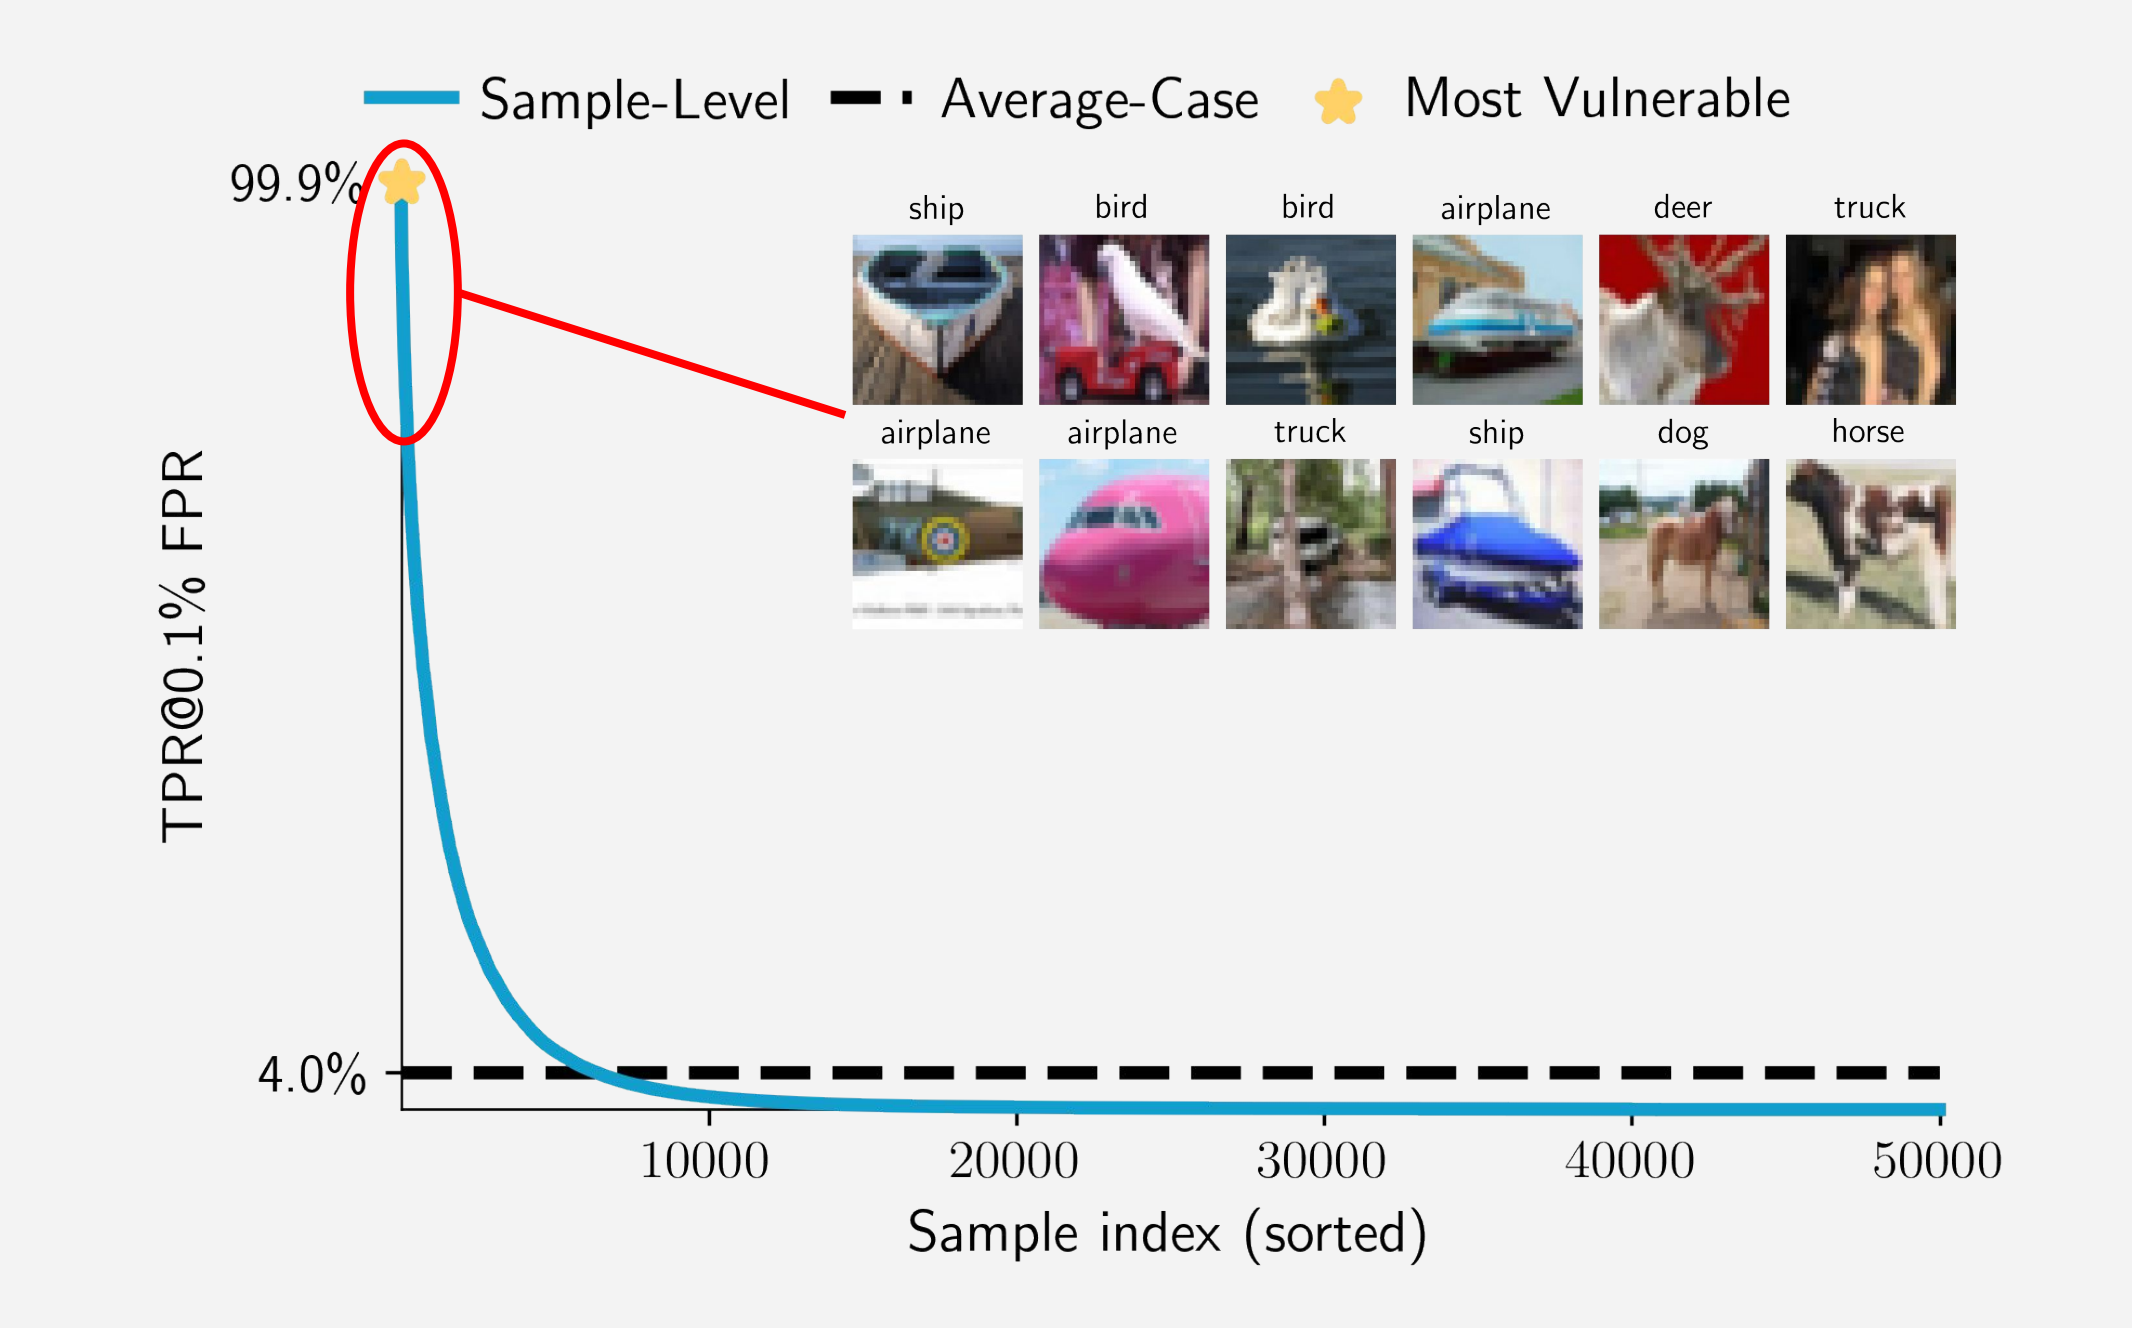 Sample-Level Average-Case Most Vulnerable
99.9%
ship bird bird airplane deer truck
airplane airplane truck ship dog horse
TPR@0.1% FPR
4.0%
10000 20000 30000 40000 50000
Sample index (sorted)